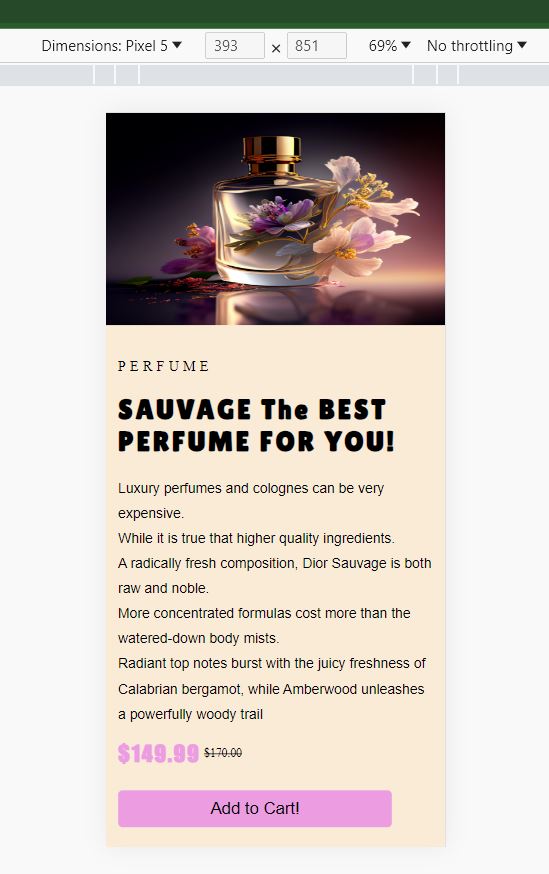 Dimensions: Pixel 5 393 × 851 69% No throttling
PERFUME
SAUVAGE The BEST
PERFUME FOR YOU!
Luxury perfumes and colognes can be very
expensive.
While it is true that higher quality ingredients.
A radically fresh composition, Dior Sauvage is both
raw and noble.
More concentrated formulas cost more than the
watered-down body mists.
Radiant top notes burst with the juicy freshness of
Calabrian bergamot, while Amberwood unleashes
a powerfully woody trail
$149.99 $170.00
Add to Cart!